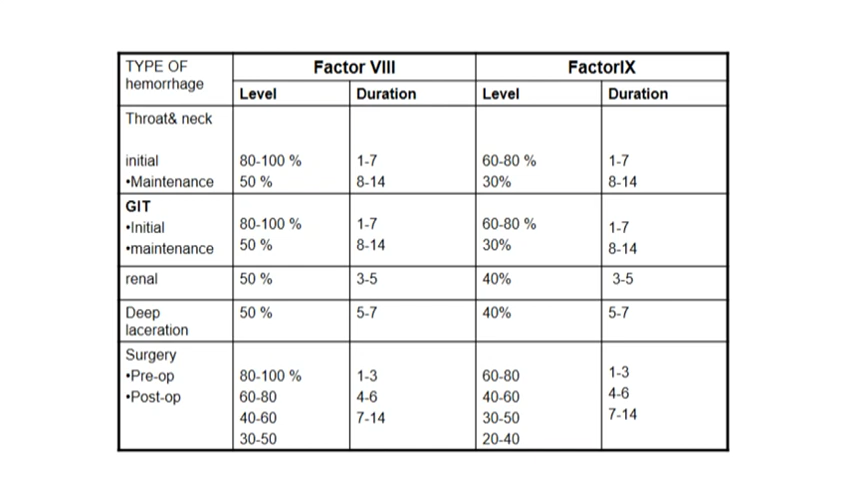 TYPE OF hemorrhage Factor VIII FactorIX
Level Duration Level Duration
Throat& neck
initial 80-100 % 1-7 60-80 % 1-7
•Maintenance 50 % 8-14 30% 8-14
GIT
•Initial 80-100 % 1-7 60-80 % 1-7
•maintenance 50 % 8-14 30% 8-14
renal 50 % 3-5 40% 3-5
Deep laceration 50 % 5-7 40% 5-7
Surgery
•Pre-op 80-100 % 1-3 60-80 1-3
•Post-op 60-80 4-6 40-60 4-6
40-60 7-14 30-50 7-14
30-50 20-40